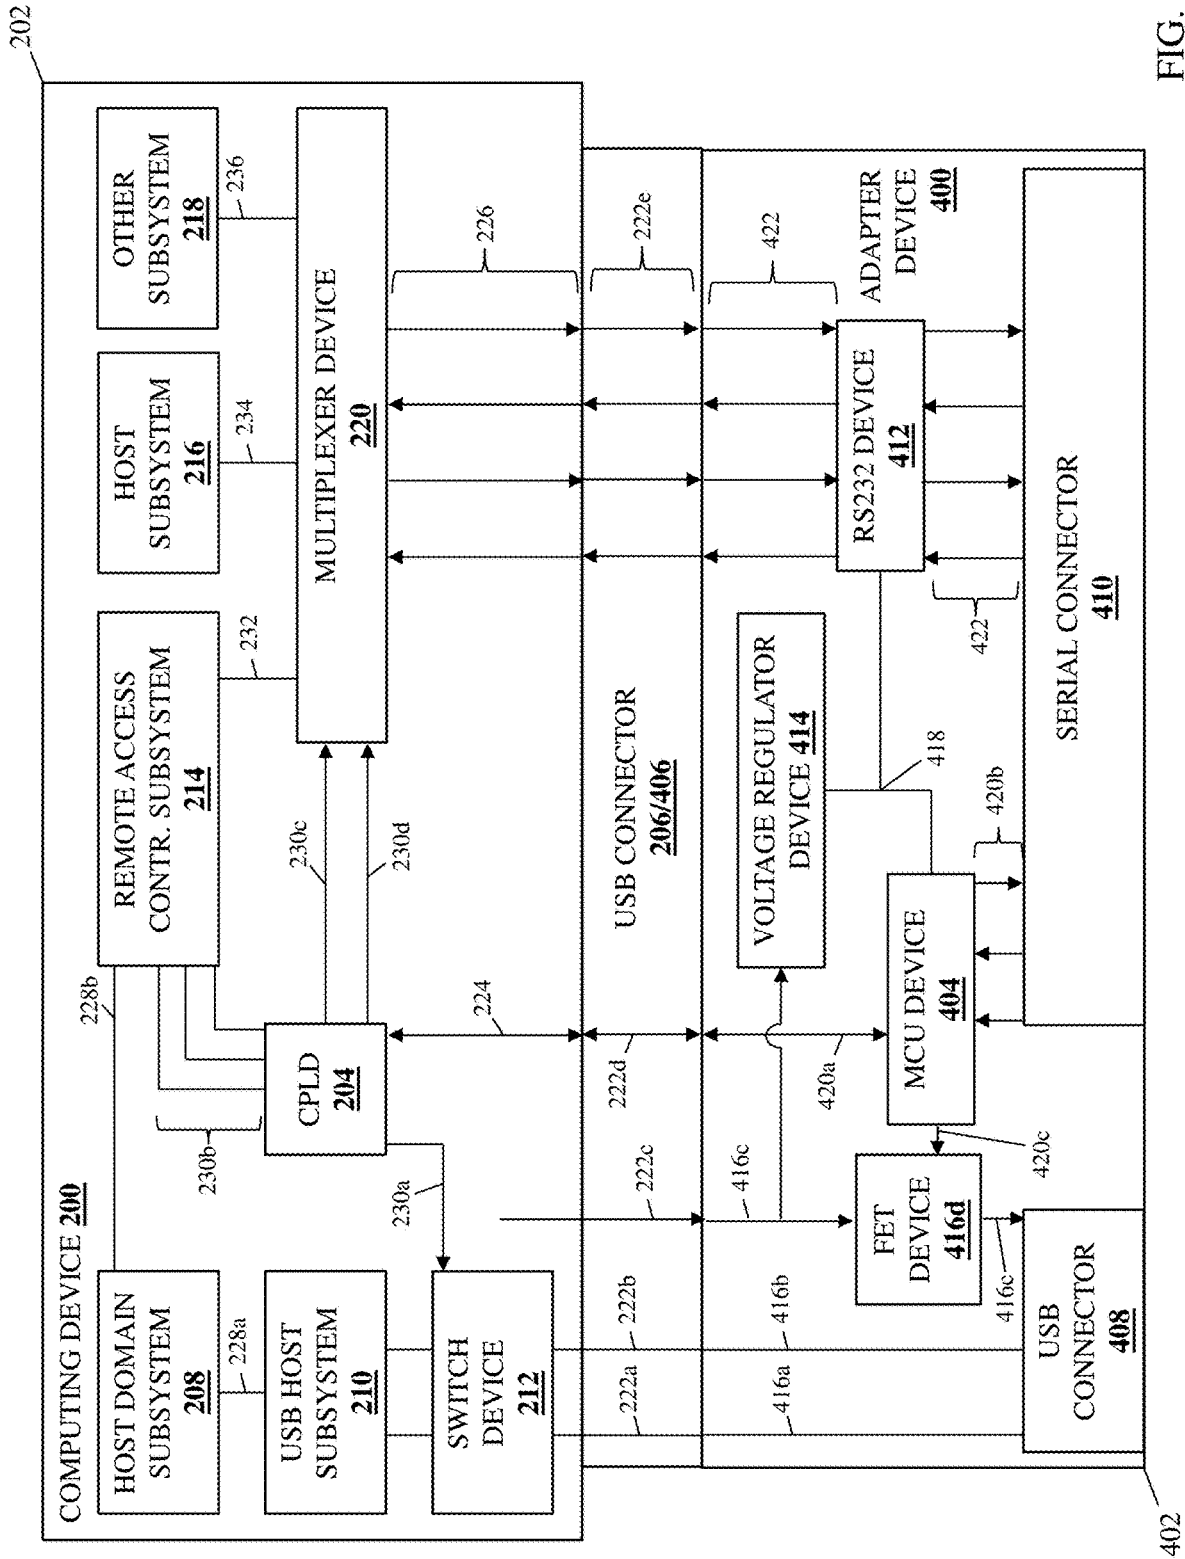 202
COMPUTING DEVICE 200
HOST DOMAIN
SUBSYSTEM
208
228b
REMOTE ACCESS
CONTR. SUBSYSTEM
214
HOST
SUBSYSTEM
216
OTHER
SUBSYSTEM
218
228a
230b
232
234
236
USB HOST
SUBSYSTEM
210
CPLD
204
230c
230d
MULTIPLEXER DEVICE
220
230a
SWITCH
DEVICE
212
224
226
222a
222b
222c
222d
USB CONNECTOR
206/406
222e
416a
416b
416c
420a
VOLTAGE REGULATOR
DEVICE 414
422
ADAPTER
DEVICE
400
FET
DEVICE
416d
MCU DEVICE
404
418
RS232 DEVICE
412
420c
416c
420b
422
USB
CONNECTOR
408
SERIAL CONNECTOR
410
402
FIG.